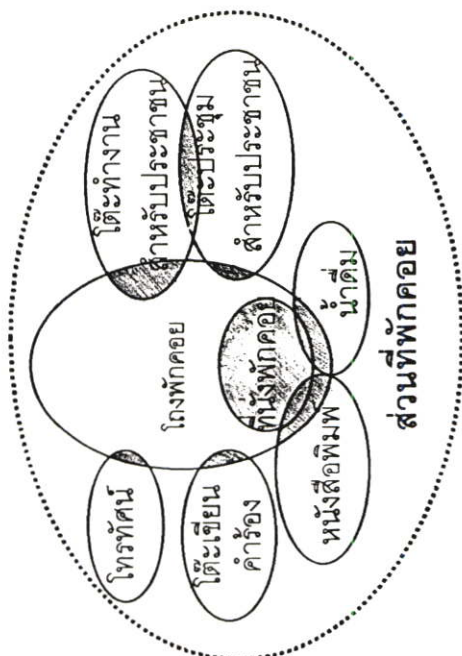 โทรทัศน์
โต๊ะเขียน
คำร้อง
หนังสือพิมพ์
โถงพักคอย
ที่นั่งพักคอย
น้ำดื่ม
โต๊ะทำงาน
สำหรับประชาชน
โต๊ะประชุม
สำหรับประชาชน
ส่วนที่พักคอย